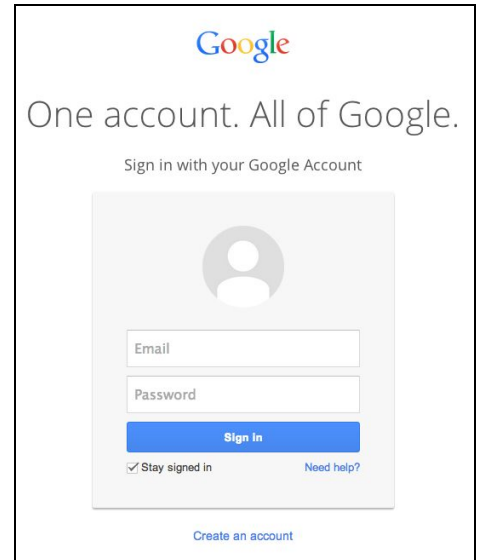 Google
One account. All of Google.
Sign in with your Google Account
Email
Password
Sign in
Stay signed in Need help?
Create an account